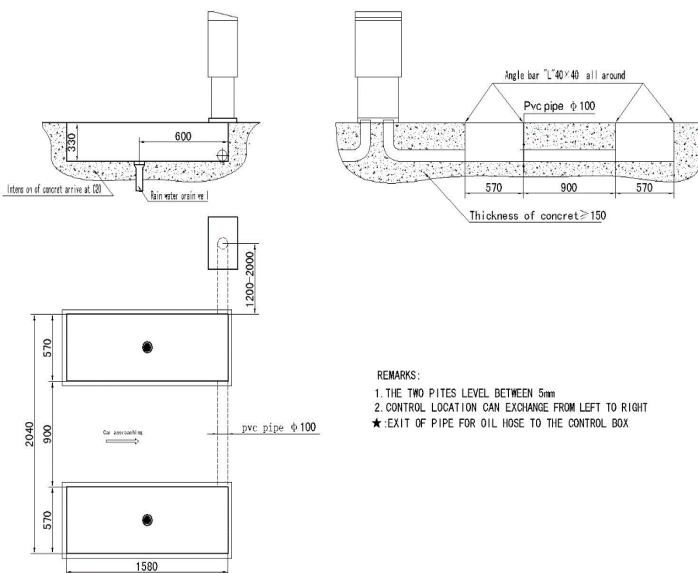 600
330
Rain water orain we l
Intens on of concret arrive at C20
Angle bar "L"40×40 all around
Pvc pipe ϕ100
570
900
570
Thickness of concret≥150
1200-2000
570
2040
900
Car approaching
pvc pipe ϕ100
570
1580
REMARKS:
1. THE TWO PITES LEVEL BETWEEN 5mm
2. CONTROL LOCATION CAN EXCHANGE FROM LEFT TO RIGHT
★:EXIT OF PIPE FOR OIL HOSE TO THE CONTROL BOX